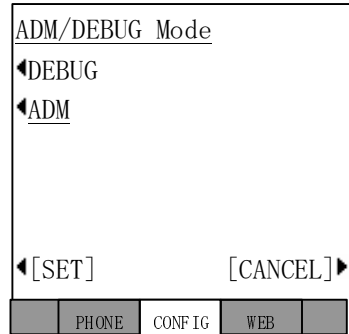 ADM/DEBUG Mode
DEBUG
ADM
[SET] [CANCEL]
PHONE CONFIG WEB